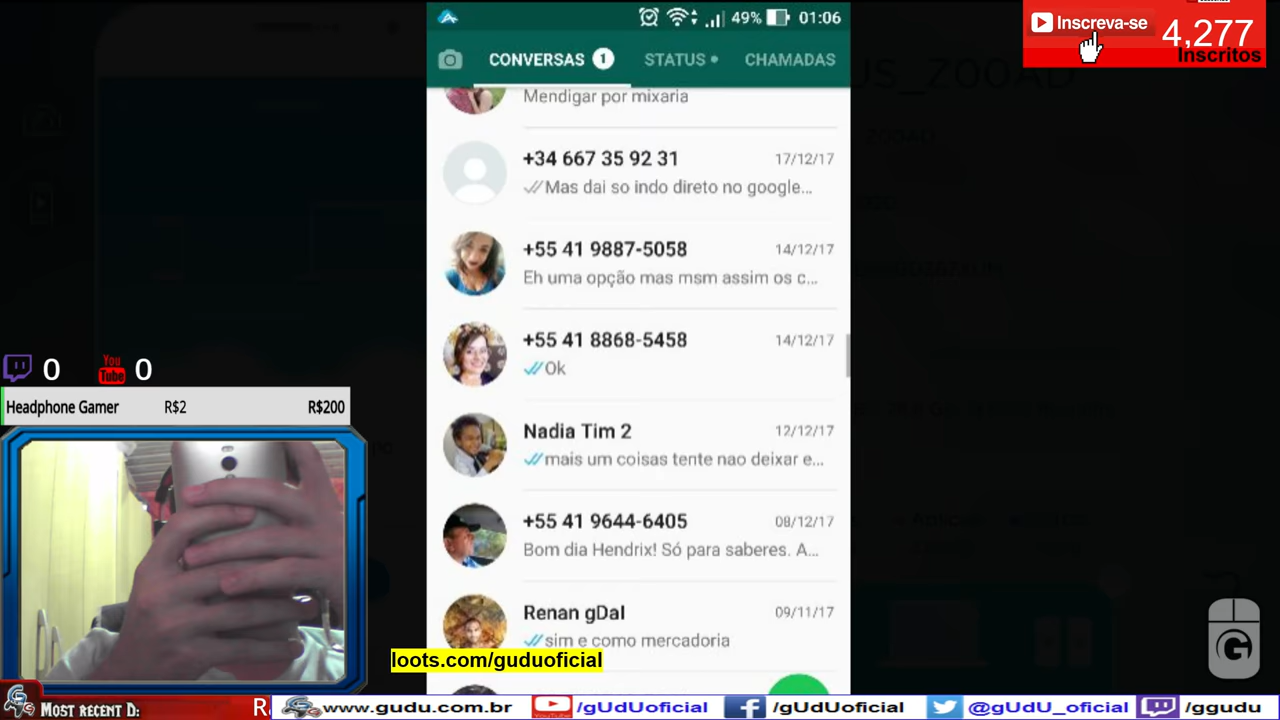 49% 01:06
Inscreva-se 4,277
Inscritos
CONVERSAS 1 STATUS CHAMADAS
Mendigar por mixaria
+34 667 35 92 31 17/12/17
Mas dai so indo direto no google...
+55 41 9887-5058 14/12/17
Eh uma opção mas msm assim os c...
+55 41 8868-5458 14/12/17
Ok
Nadia Tim 2 12/12/17
mais um coisas tente nao deixar e...
+55 41 9644-6405 08/12/17
Bom dia Hendrix! Só para saberes. A...
Renan gDal 09/11/17
sim e como mercadoria
0 You Tube 0
Headphone Gamer R$2 R$200
loots.com/guduoficial
Most recent D: R
www.gudu.com.br YouTube /gUdUoficial /gUdUoficial @gUdU_oficial /ggudu
G